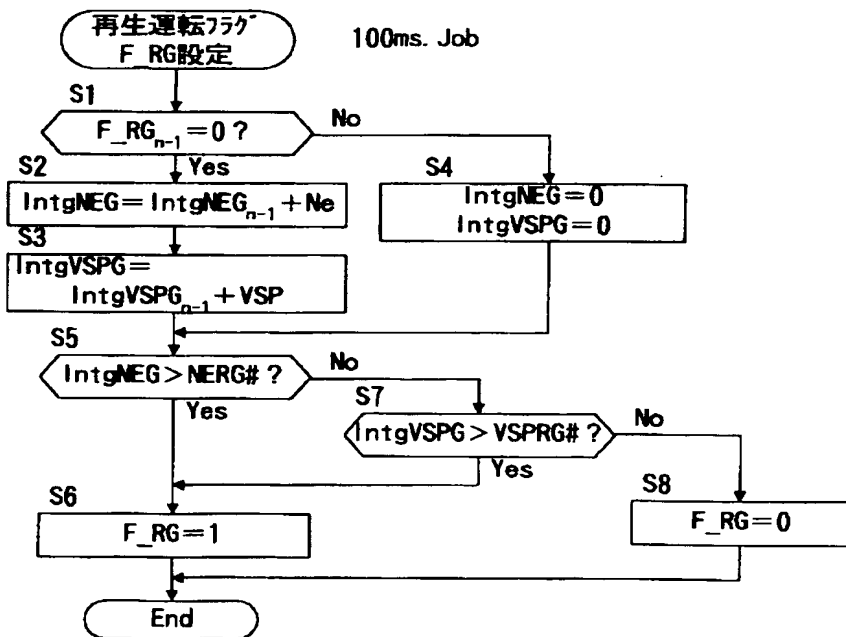 再生運転ﾌﾗｸﾞ
F_RG設定
100ms. Job
S1
F_RGn-1=0?
No
Yes
S2
IntgNEG=IntgNEGn-1+Ne
S4
IntgNEG=0
IntgVSPG=0
S3
IntgVSPG=
IntgVSPGn-1+VSP
S5
IntgNEG>NERG#?
No
Yes
S7
IntgVSPG>VSPRG#?
No
Yes
S6
F_RG=1
S8
F_RG=0
End